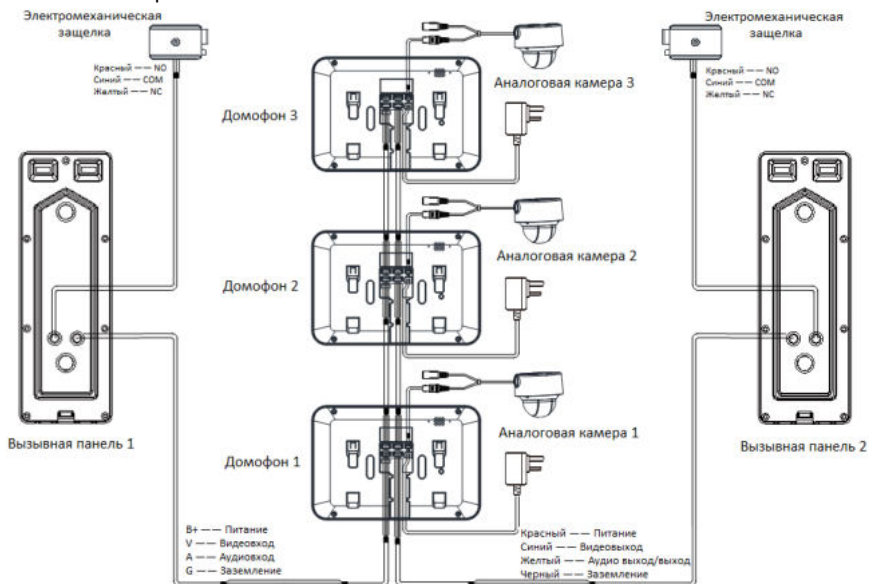 Электромеханическая
защелка
Красный —— NO
Синий —— COM
Желтый —— NC
Электромеханическая
защелка
Красный —— NO
Синий —— COM
Желтый —— NC
Аналоговая камера 3
Домофон 3
Аналоговая камера 2
Домофон 2
Аналоговая камера 1
Домофон 1
Вызывная панель 1
Вызывная панель 2
B+ —— Питание
V —— Видеовход
A —— Аудиовход
G —— Заземление
Красный —— Питание
Синий —— Видеовыход
Желтый —— Аудио выход/выход
Черный —— Заземление